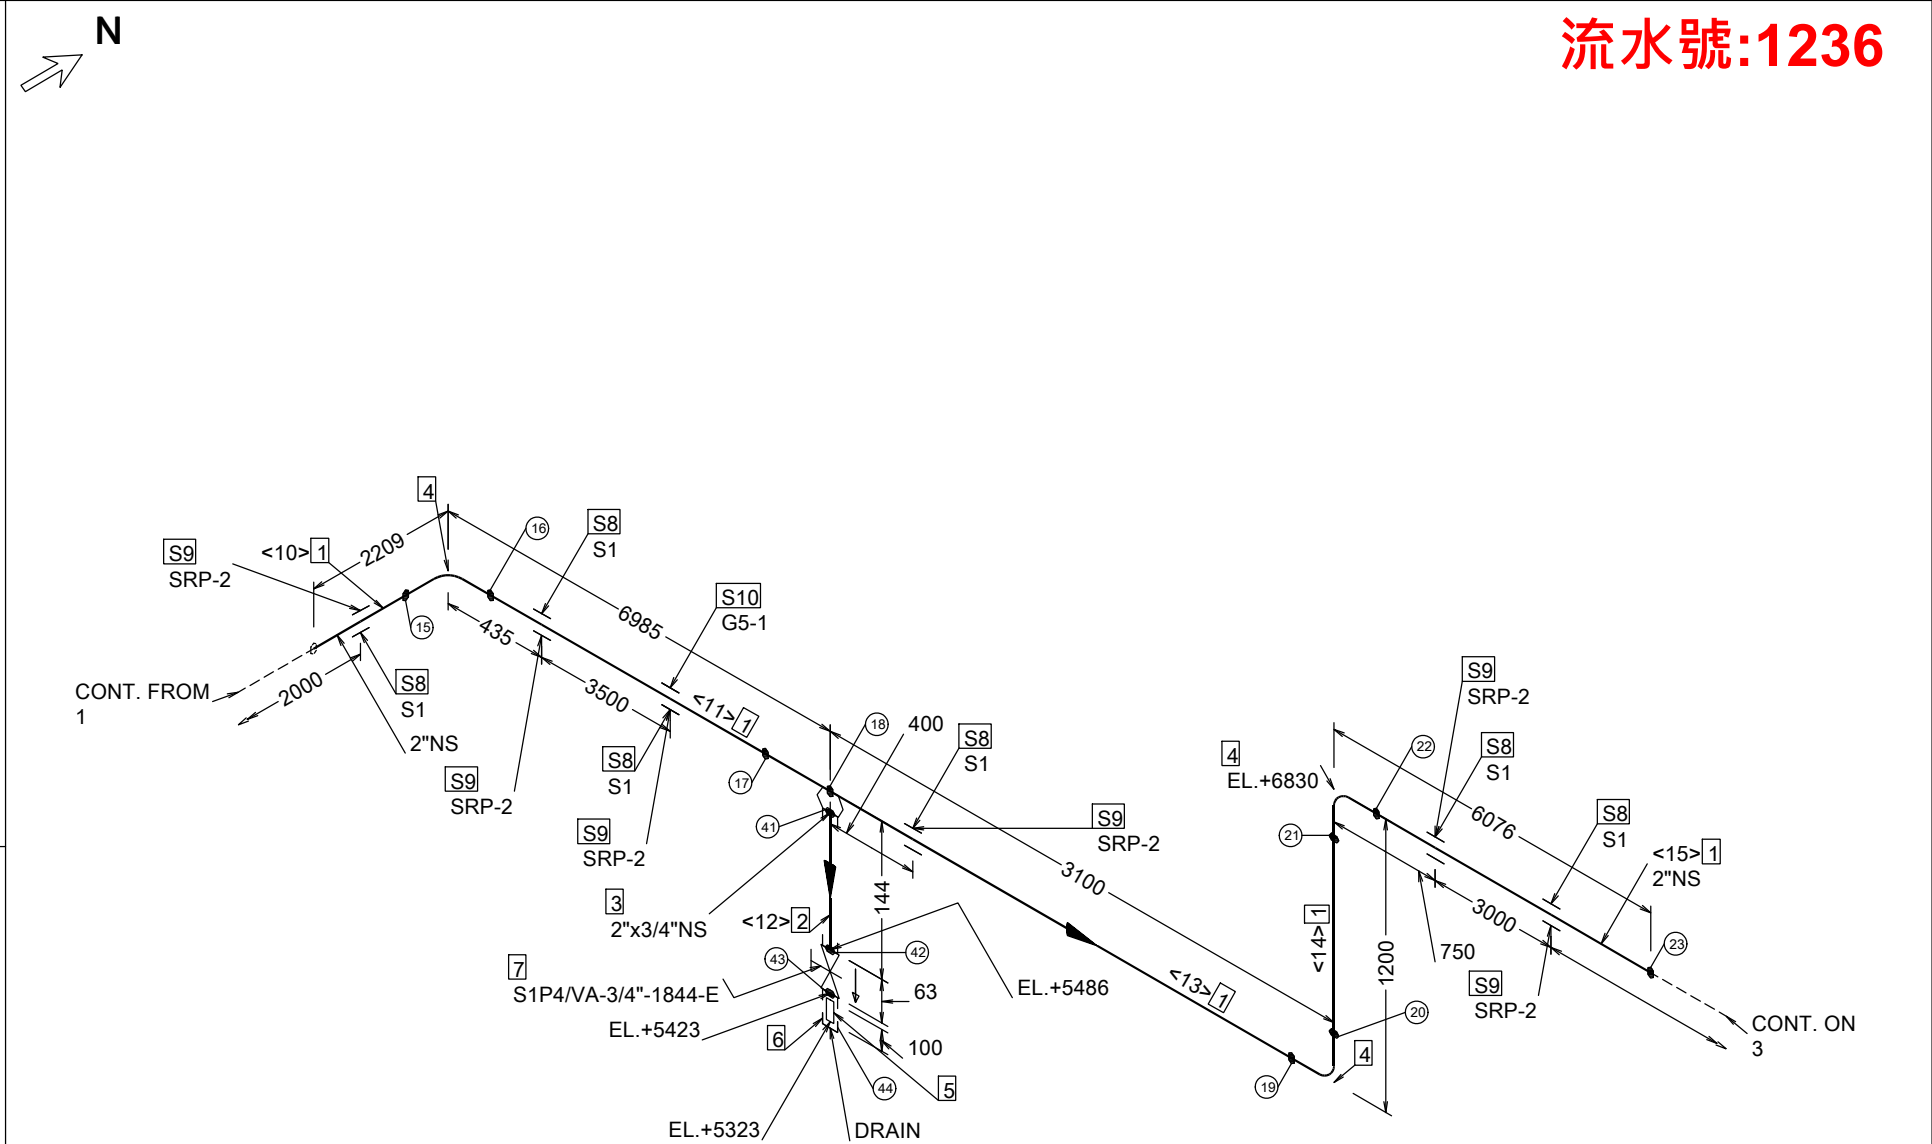 N
流水號:1236
4
16
S8
S1
2209
S9
SRP-2
<10> 1
S10
G5-1
6985
435
15
S8
S1
2000
CONT. FROM
1
3500
<11> 1
2"NS
18
400
S8
S1
S9
SRP-2
S8
S1
17
S9
SRP-2
41
S9
SRP-2
3100
144
3
2"x3/4"NS
<12> 2
42
43
7
S1P4/VA-3/4"-1844-E
EL.+5486
63
EL.+5423
6
100
44
5
EL.+5323
DRAIN
<13> 1
19
4
20
1200
<14> 1
21
4
EL.+6830
22
S9
SRP-2
S8
S1
6076
S8
S1
<15> 1
2"NS
3000
750
23
S9
SRP-2
CONT. ON
3